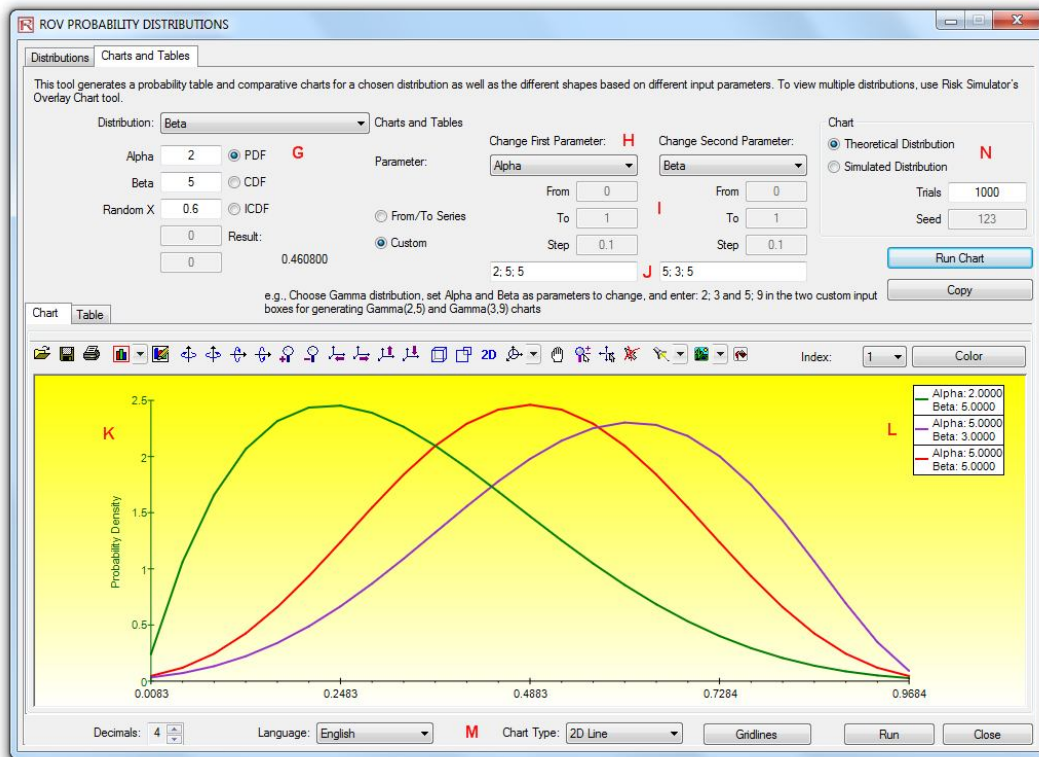 ROV PROBABILITY DISTRIBUTIONS
Distributions Charts and Tables
This tool generates a probability table and comparative charts for a chosen distribution as well as the different shapes based on different input parameters. To view multiple distributions, use Risk Simulator's
Overlay Chart tool.
Distribution: Beta Charts and Tables
Alpha 2 PDF G
Beta 5 CDF
Random X 0.6 ICDF
0 Result:
0 0.460800
Parameter:
From/To Series
Custom
Change First Parameter: H Change Second Parameter:
Alpha Beta
From 0 From 0
To 1 I To 1
Step 0.1 Step 0.1
2; 5; 5 J 5; 3; 5
e.g., Choose Gamma distribution, set Alpha and Beta as parameters to change, and enter: 2; 3 and 5; 9 in the two custom input
boxes for generating Gamma(2,5) and Gamma(3,9) charts
Chart
Theoretical Distribution N
Simulated Distribution
Trials 1000
Seed 123
Run Chart
Copy
Chart Table
2D Index: 1 Color
K
L
Alpha: 2.0000
Beta: 5.0000
Alpha: 5.0000
Beta: 3.0000
Alpha: 5.0000
Beta: 5.0000
Probability Density
2.5
2
1.5
1
0.5
0
0.0083 0.2483 0.4883 0.7284 0.9684
Decimals: 4 Language: English M Chart Type: 2D Line Gridlines Run Close